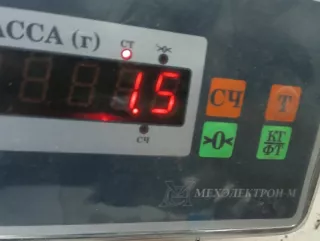 АССА (г)
СТ
1.5
СЧ Т
СЧ
>0< КГ
ФТ
МЕХЭЛЕКТРОН-М